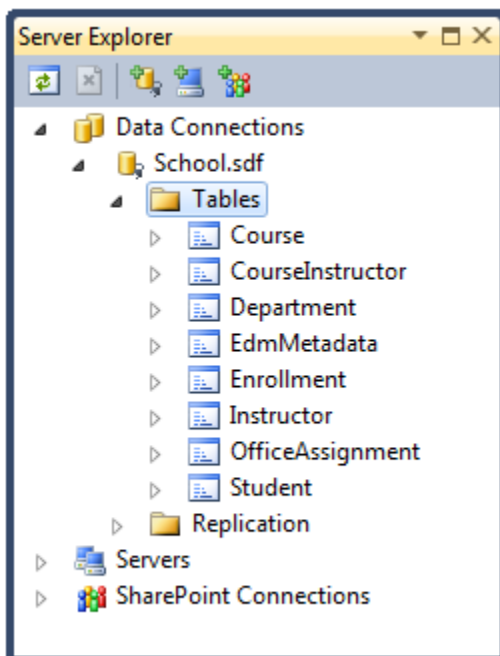 Server Explorer
Data Connections
School.sdf
Tables
Course
CourseInstructor
Department
EdmMetadata
Enrollment
Instructor
OfficeAssignment
Student
Replication
Servers
SharePoint Connections